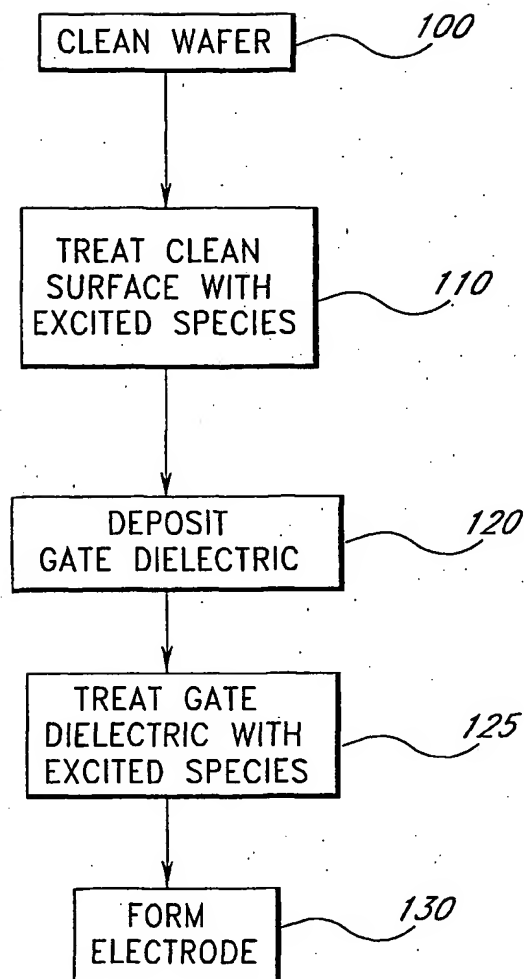 CLEAN WAFER
100
TREAT CLEAN
SURFACE WITH
EXCITED SPECIES
110
DEPOSIT
GATE DIELECTRIC
120
TREAT GATE
DIELECTRIC WITH
EXCITED SPECIES
125
FORM
ELECTRODE
130